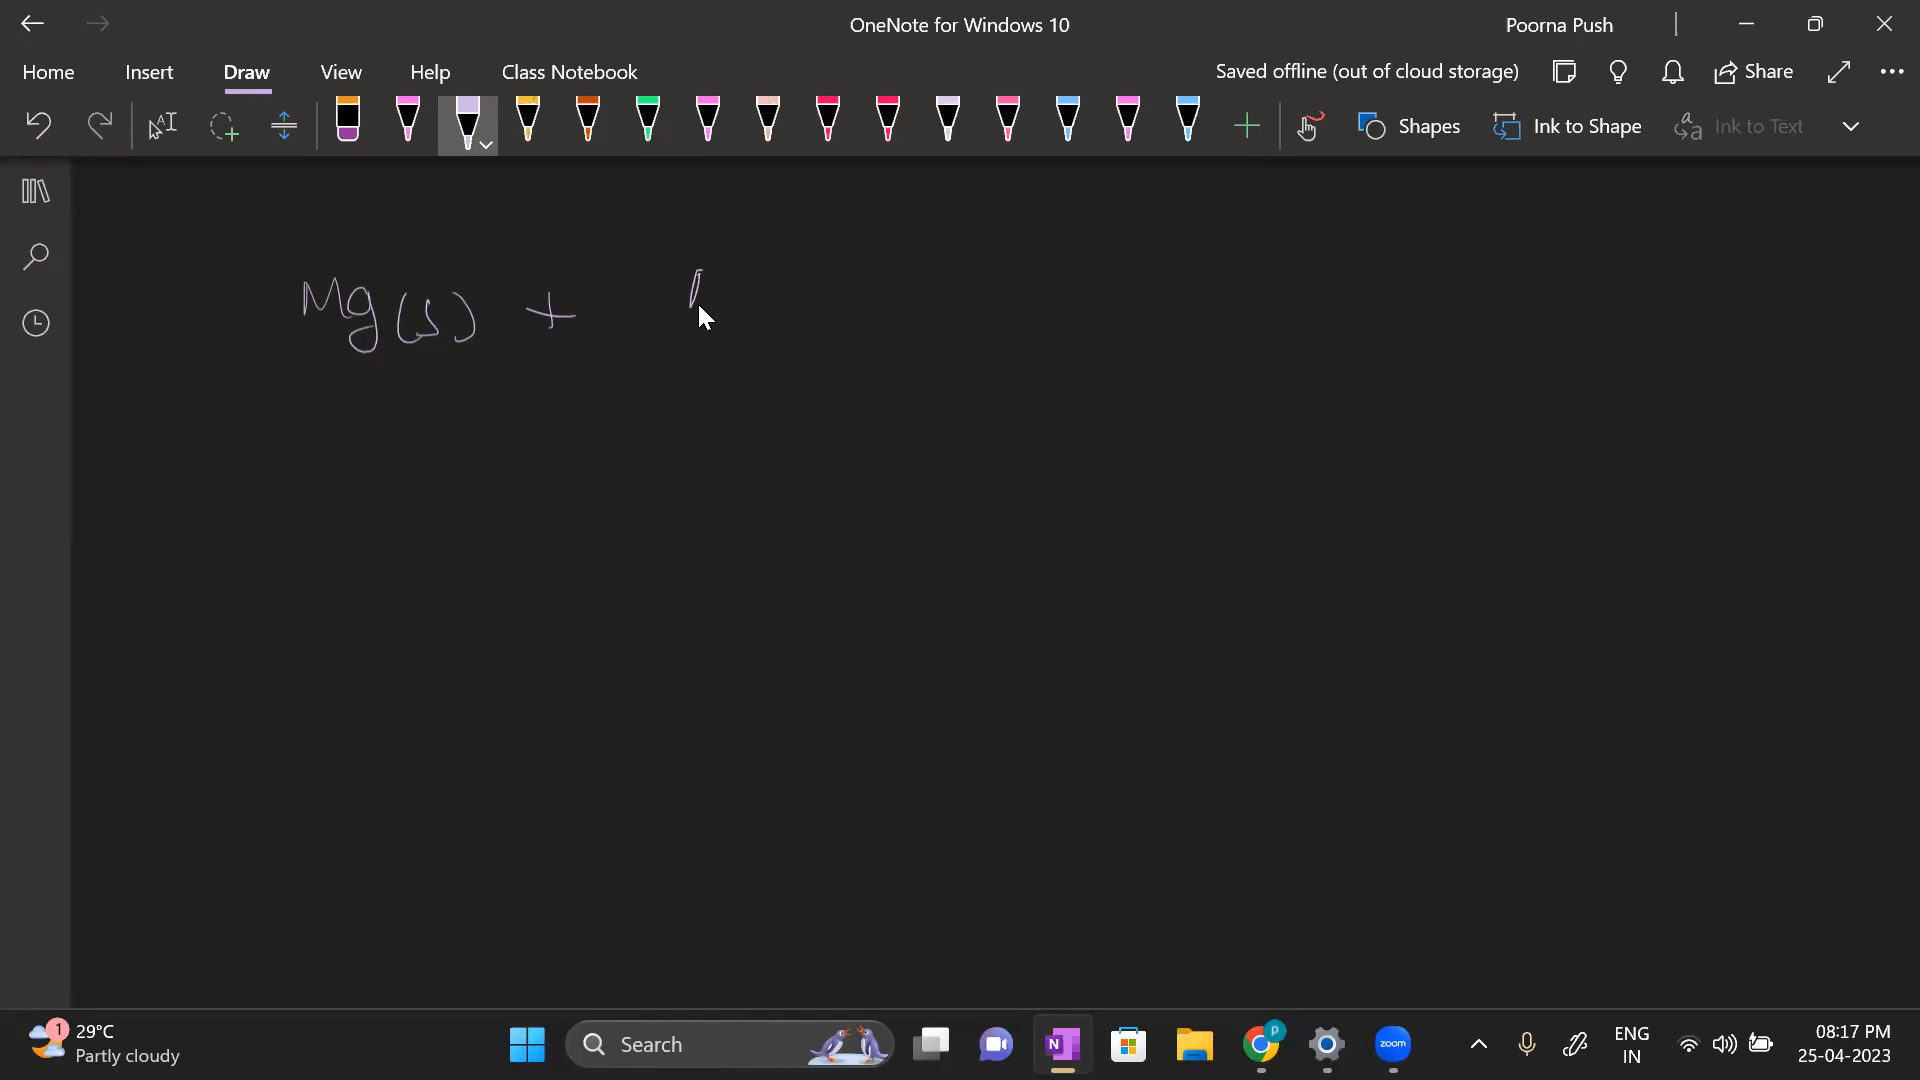 OneNote for Windows 10
Poorna Push
Home
Insert
Draw
View
Help
Class Notebook
Saved offline (out of cloud storage)
Share
Shapes
Ink to Shape
Ink to Text
Mg(s) +
1
29°C
Partly cloudy
Search
zoom
ENG
IN
08:17 PM
25-04-2023